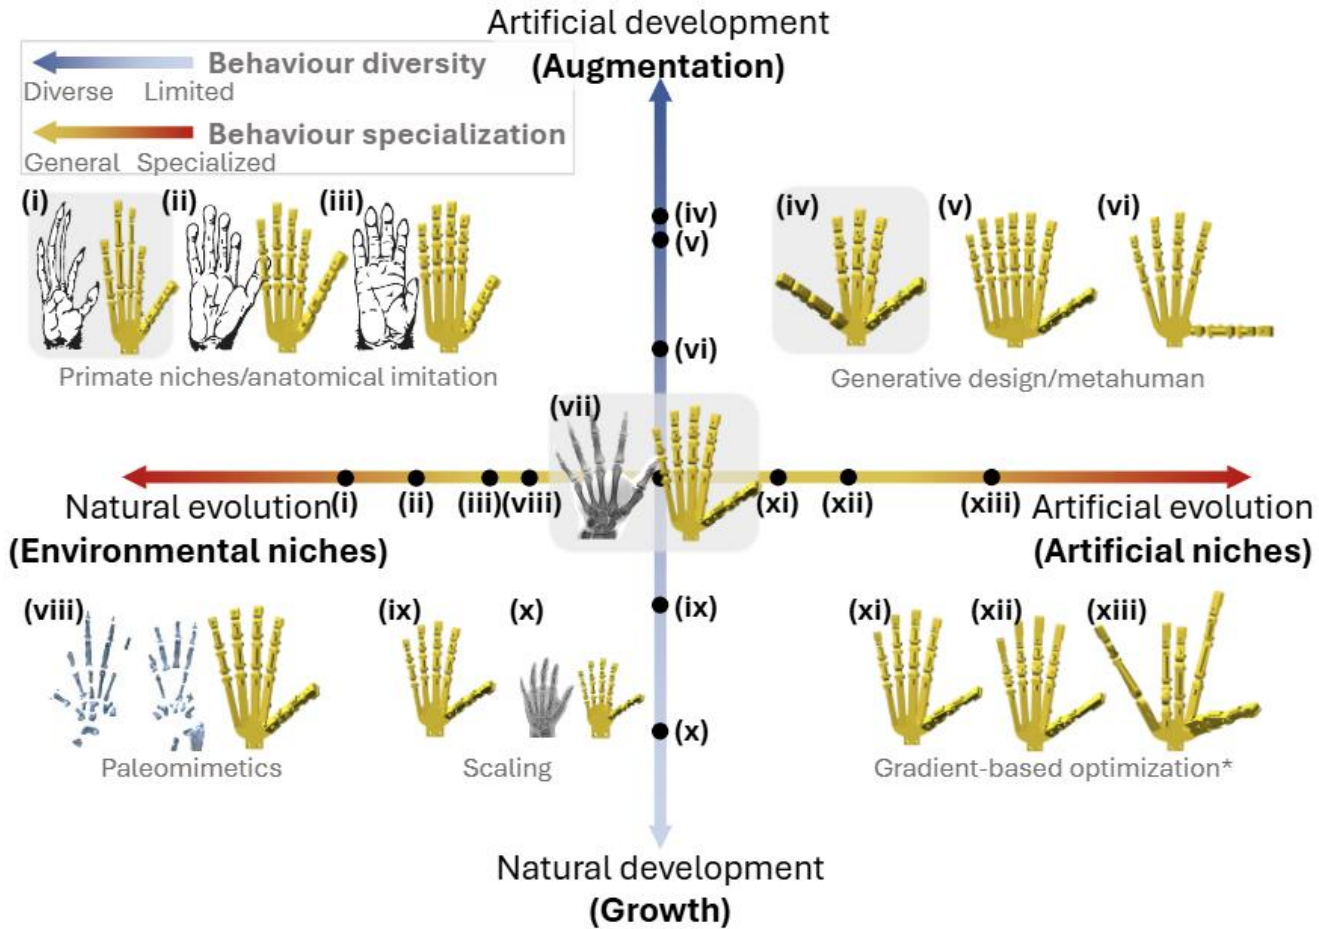 Artificial development
(Augmentation)
Behaviour diversity
Diverse Limited
Behaviour specialization
General Specialized
(i) (ii) (iii)
Primate niches/anatomical imitation
(iv)
(v)
(vi)
(iv) (v) (vi)
Generative design/metahuman
(vii)
Natural evolution
(Environmental niches)
(i) (ii) (iii) (viii)
(xi) (xii) (xiii)
Artificial evolution
(Artificial niches)
(viii)
Paleomimetics
(ix) (x)
Scaling
(ix)
(x)
(xi) (xii) (xiii)
Gradient-based optimization*
Natural development
(Growth)